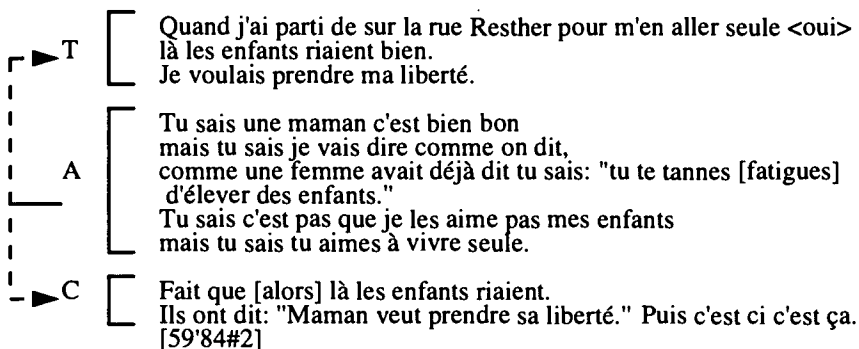 T Quand j'ai parti de sur la rue Resther pour m'en aller seule <oui>
là les enfants riaient bien.
Je voulais prendre ma liberté.
Tu sais une maman c'est bien bon
mais tu sais je vais dire comme on dit,
A comme une femme avait déjà dit tu sais: "tu te tannes [fatigues]
d'élever des enfants."
Tu sais c'est pas que je les aime pas mes enfants
mais tu sais tu aimes à vivre seule.
C Fait que [alors] là les enfants riaient.
Ils ont dit: "Maman veut prendre sa liberté." Puis c'est ci c'est ça.
[59'84#2]